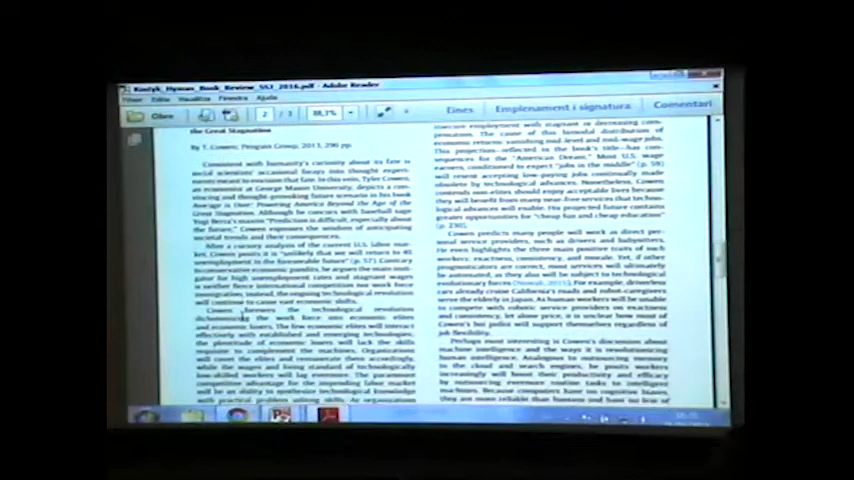 Kostyk_Hyman_Book_Review_SSJ_2016.pdf - Adobe Reader
Fitxer Edita Visualitza Finestra Ajuda
Obre 2 / 3 88,1% Eines Emplenament i signatura Comentari
the Great Stagnation
By T. Cowen; Penguin Group, 2013, 290 pp.
Consistent with humanity's curiosity about its fate is
social scientists' occasional forays into thought experi-
ments meant to envision that fate. In this vein, Tyler Cowen,
an economist at George Mason University, depicts a con-
vincing and thought-provoking future scenario in his book
Average is Over: Powering America Beyond the Age of the
Great Stagnation. Although he concurs with baseball sage
Yogi Berra's maxim "Prediction is difficult, especially about
the future," Cowen espouses the wisdom of anticipating
societal trends and their consequences.
After a cursory analysis of the current U.S. labor mar-
ket, Cowen posits it is "unlikely that we will return to
unemployment in the foreseeable future" (p. 57). Contrary
to conservative economic pundits, he argues the main insti-
gator for high unemployment rates and stagnant wages
is neither fierce international competition nor work force
immigration; instead, the ongoing technological revolution
will continue to cause vast economic shifts.
Cowen foresees the technological revolution
dichotomizing the work force into economic elites
and economic losers. The few economic elites will interact
effectively with established and emerging technologies;
the plentitude of economic losers will lack the skills
requisite to complement the machines. Organizations
will covet the elites and remunerate them accordingly,
while the wages and living standard of technologically
low-skilled workers will lag evermore. The paramount
competitive advantage for the impending labor market
will be an ability to synthesize technological knowledge
with practical problem solving skills. As organizations
insecure employment with stagnant or decreasing com-
pensations. The cause of this bimodal distribution of
economic returns: vanishing mid-level and mid-wage jobs.
This projection—reflected in the book's title—has con-
sequences for the "American Dream." Most U.S. wage
earners, conditioned to expect "jobs in the middle" (p. 58)
will resent accepting low-paying jobs continually made
obsolete by technological advances. Nonetheless, Cowen
contends non-elites should enjoy acceptable lives because
they will benefit from many near-free services that techno-
logical advances will enable. His projected future contains
greater opportunities for "cheap fun and cheap education"
(p. 230).
Cowen predicts many people will work as direct per-
sonal service providers, such as drivers and babysitters.
He even highlights the three main positive traits of such
workers: exactness, consistency, and morale. Yet, if other
prognosticators are correct, most services will ultimately
be automated, as they also will be subject to technological
evolutionary forces (Nowak, 2015). For example, driverless
cars already cruise California's roads and robot-caregivers
serve the elderly in Japan. As human workers will be unable
to compete with robotic service providers on exactness
and consistency, let alone price, it is unclear how most of
Cowen's hoi polloi will support themselves regardless of
job flexibility.
Perhaps most interesting is Cowen's discussion about
machine intelligence and the ways it is revolutionizing
human intelligence. Analogous to outsourcing memory
to the cloud and search engines, he posits workers
increasingly will boost their productivity and efficacy
by outsourcing evermore routine tasks to intelligent
machines. Because computers have no cognitive biases,
they are more reliable than humans and have no fear of